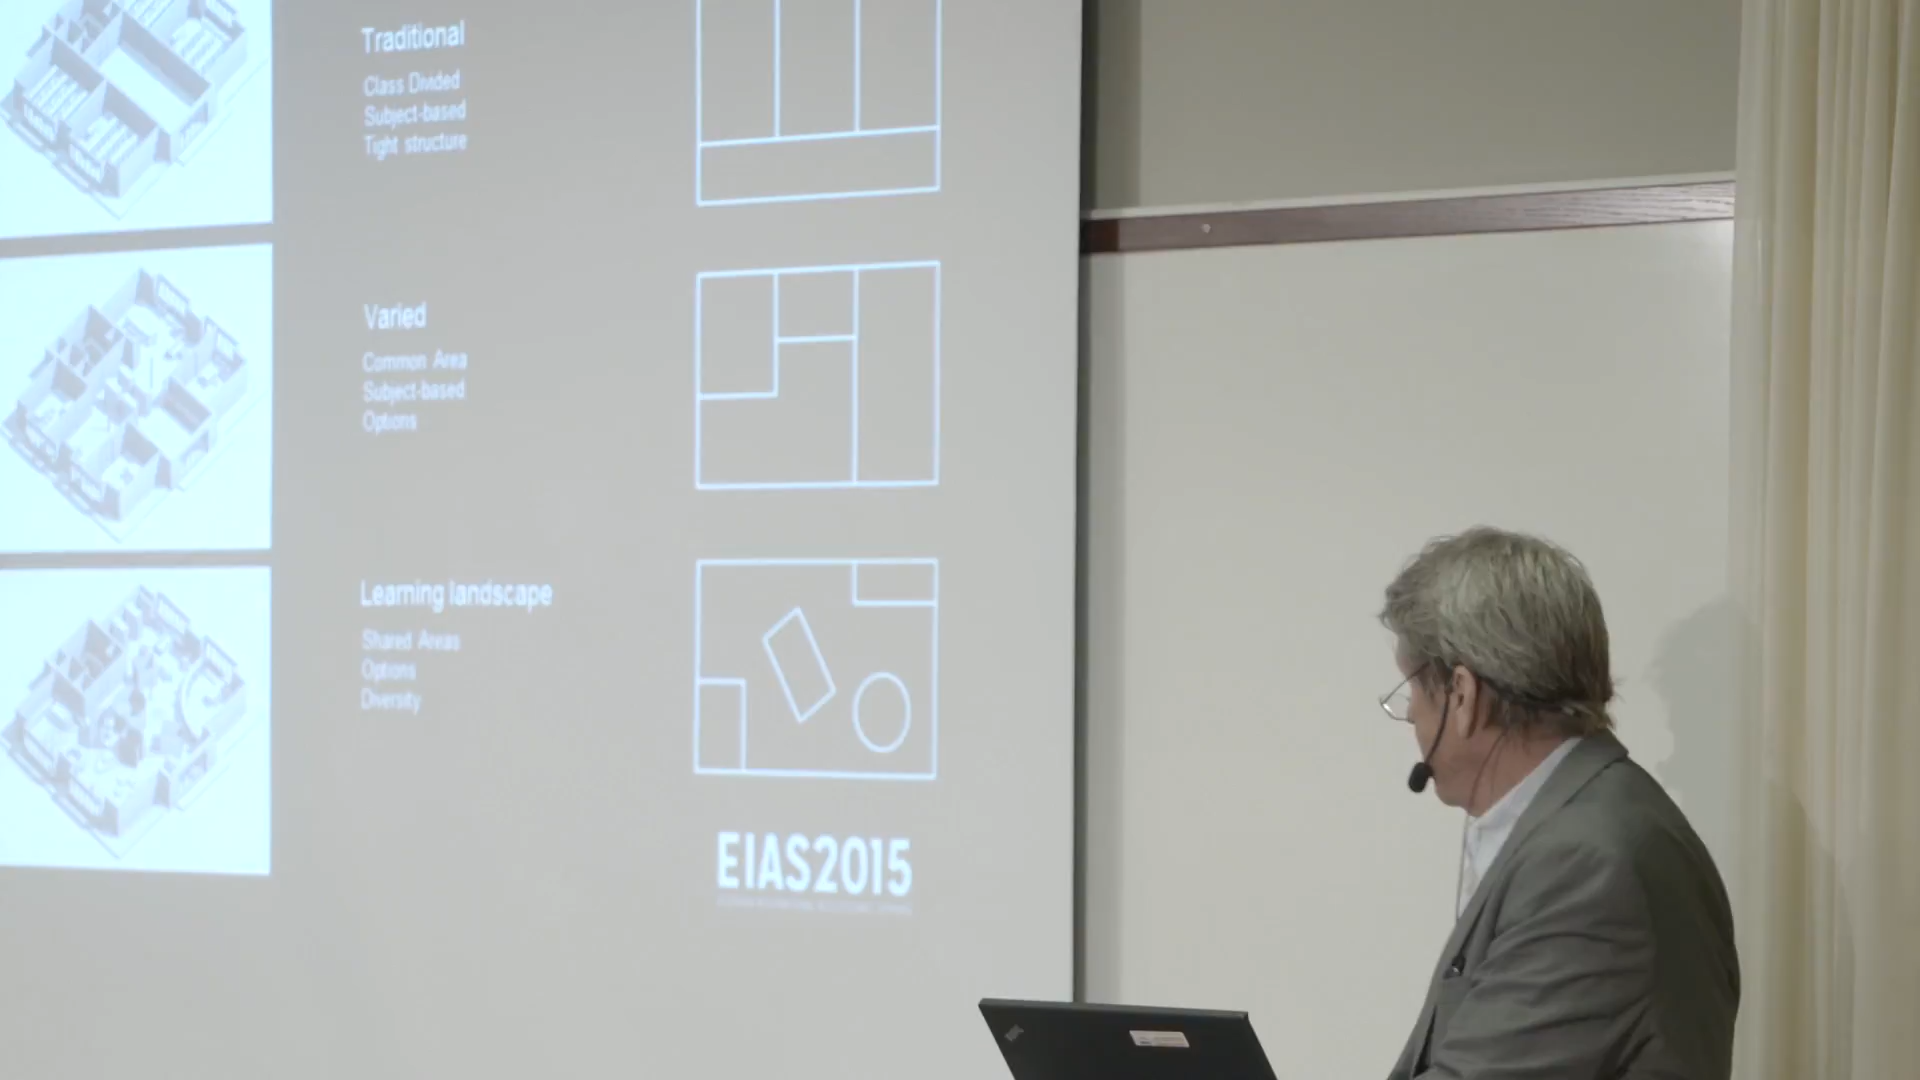 Traditional
Class Divided
Subject-based
Tight structure
Varied
Common Area
Subject-based
Options
Learning landscape
Shared Areas
Options
Diversity
EIAS2015